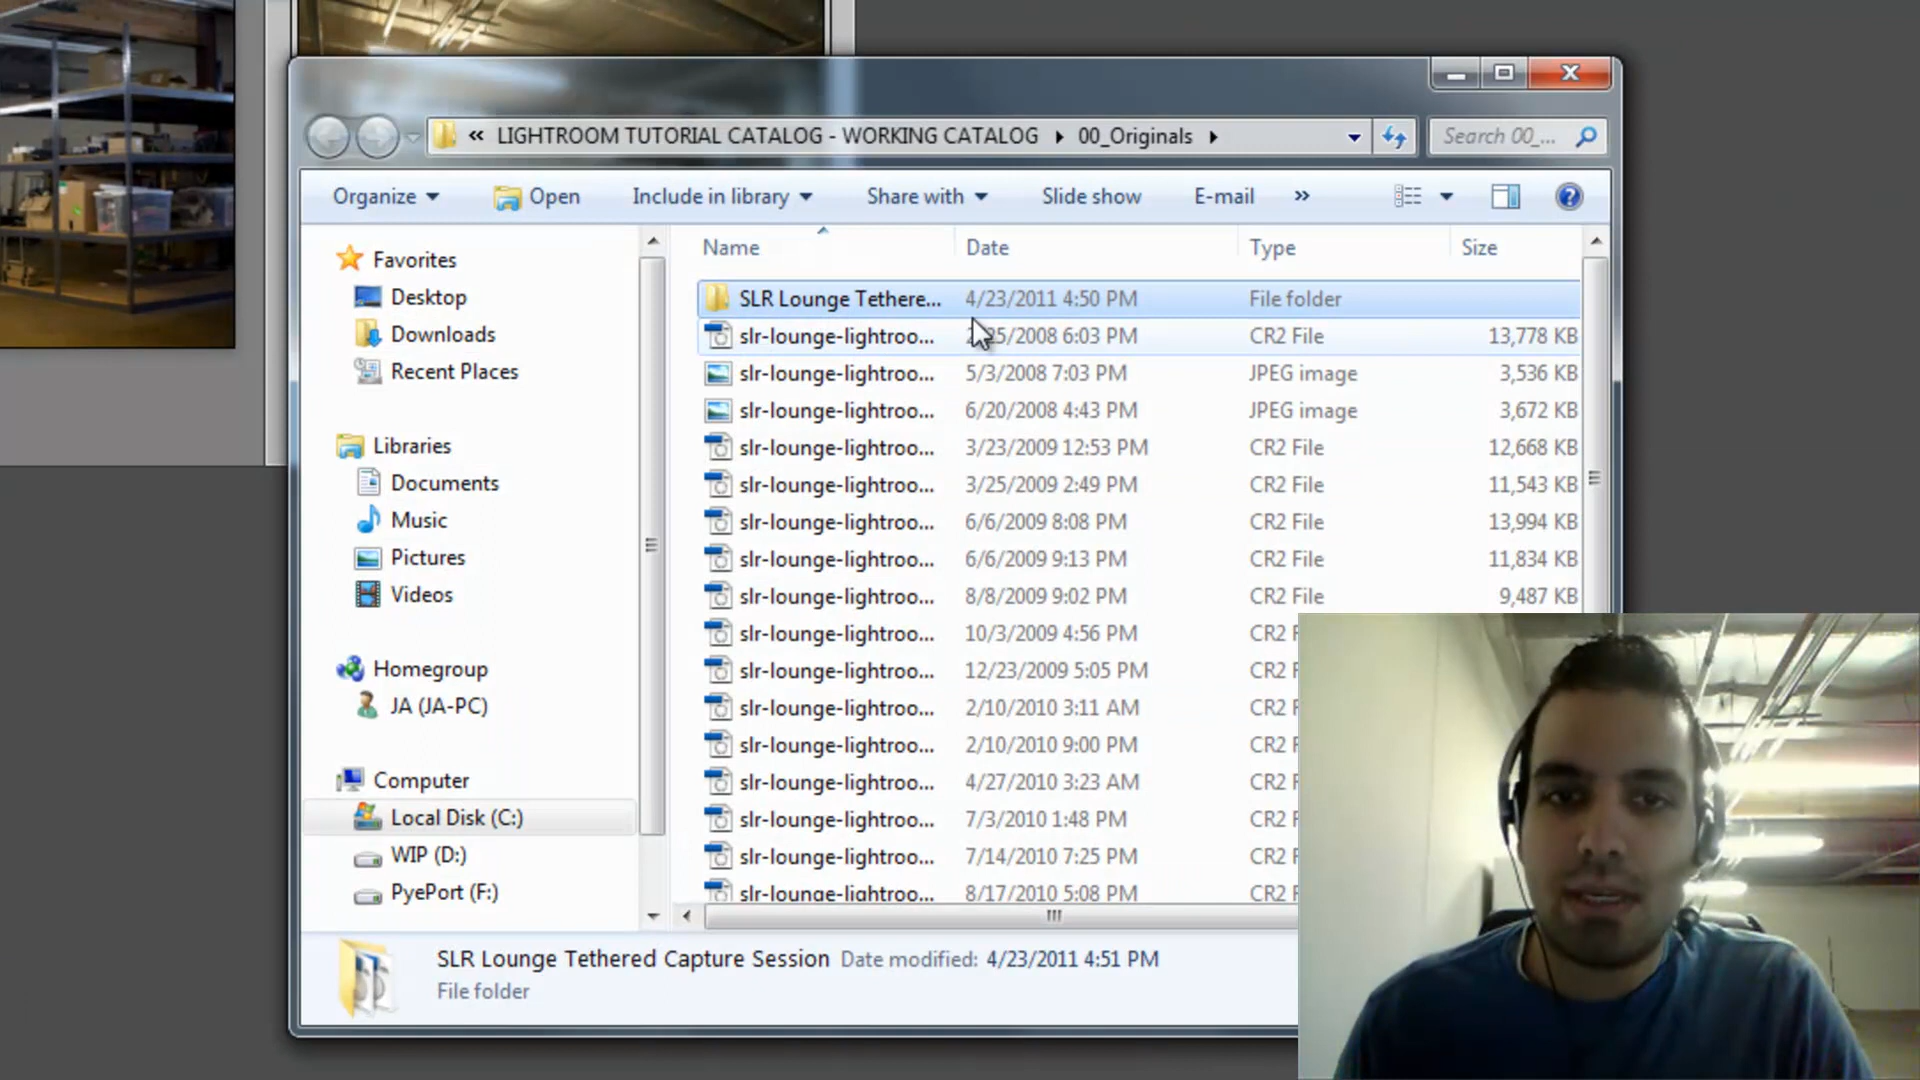 « LIGHTROOM TUTORIAL CATALOG - WORKING CATALOG ▸ 00_Originals ▸ Search 00_...
Organize Open Include in library Share with Slide show E-mail »
Name Date Type Size
Favorites
Desktop
Downloads
Recent Places
Libraries
Documents
Music
Pictures
Videos
Homegroup
JA (JA-PC)
Computer
Local Disk (C:)
WIP (D:)
PyePort (F:)
SLR Lounge Tethere... 4/23/2011 4:50 PM File folder
slr-lounge-lightroo... /2008 6:03 PM CR2 File 13,778 KB
slr-lounge-lightroo... 5/3/2008 7:03 PM JPEG image 3,536 KB
slr-lounge-lightroo... 6/20/2008 4:43 PM JPEG image 3,672 KB
slr-lounge-lightroo... 3/23/2009 12:53 PM CR2 File 12,668 KB
slr-lounge-lightroo... 3/25/2009 2:49 PM CR2 File 11,543 KB
slr-lounge-lightroo... 6/6/2009 8:08 PM CR2 File 13,994 KB
slr-lounge-lightroo... 6/6/2009 9:13 PM CR2 File 11,834 KB
slr-lounge-lightroo... 8/8/2009 9:02 PM CR2 File 9,487 KB
slr-lounge-lightroo... 10/3/2009 4:56 PM CR2 F
slr-lounge-lightroo... 12/23/2009 5:05 PM CR2 F
slr-lounge-lightroo... 2/10/2010 3:11 AM CR2 F
slr-lounge-lightroo... 2/10/2010 9:00 PM CR2 F
slr-lounge-lightroo... 4/27/2010 3:23 AM CR2 F
slr-lounge-lightroo... 7/3/2010 1:48 PM CR2 F
slr-lounge-lightroo... 7/14/2010 7:25 PM CR2 F
slr-lounge-lightroo... 8/17/2010 5:08 PM CR2 F
SLR Lounge Tethered Capture Session Date modified: 4/23/2011 4:51 PM
File folder